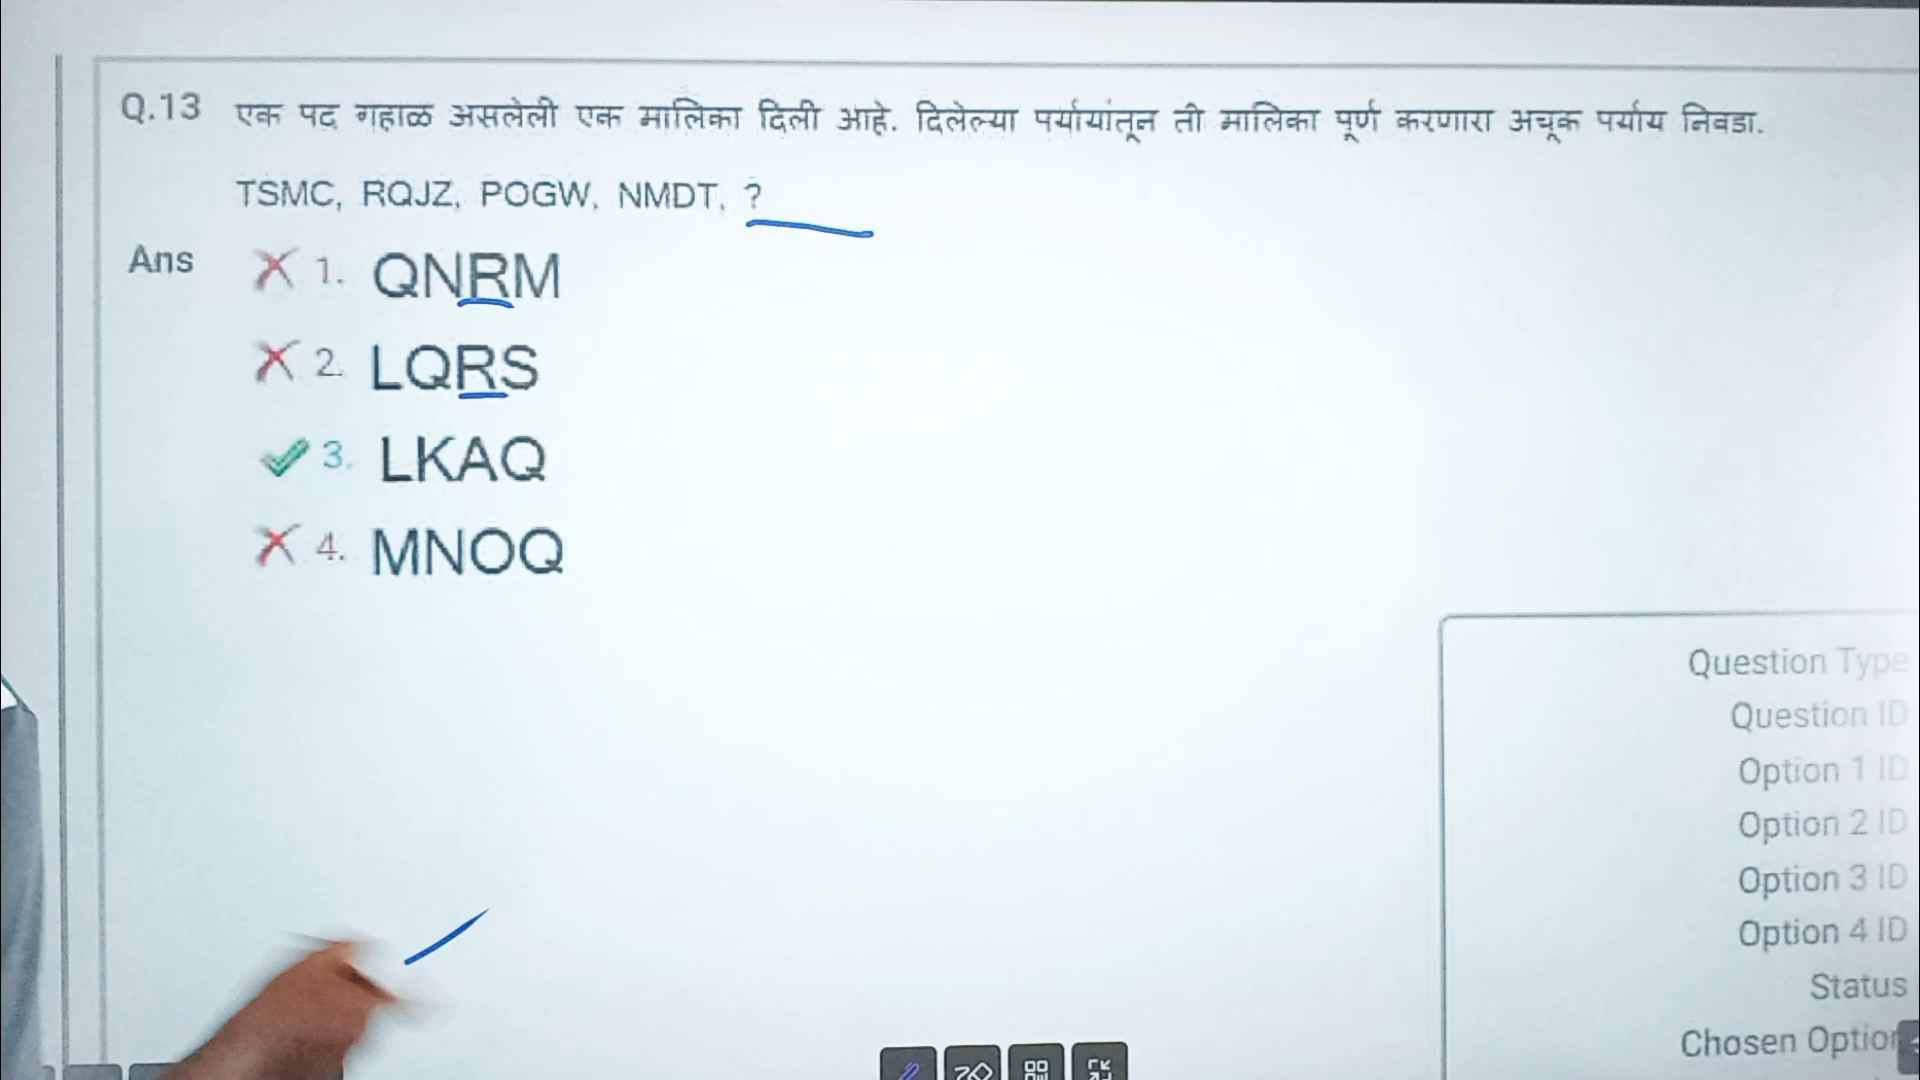 Q.13 एक पद गहाळ असलेली एक मालिका दिली आहे. दिलेल्या पर्यायांतून ती मालिका पूर्ण करणारा अचूक पर्याय निवडा.
TSMC, RQJZ, POGW, NMDT, ?
Ans 1. QNRM
2. LQRS
3. LKAQ
4. MNOQ
Question Type
Question ID
Option 1 ID
Option 2 ID
Option 3 ID
Option 4 ID
Status
Chosen Option